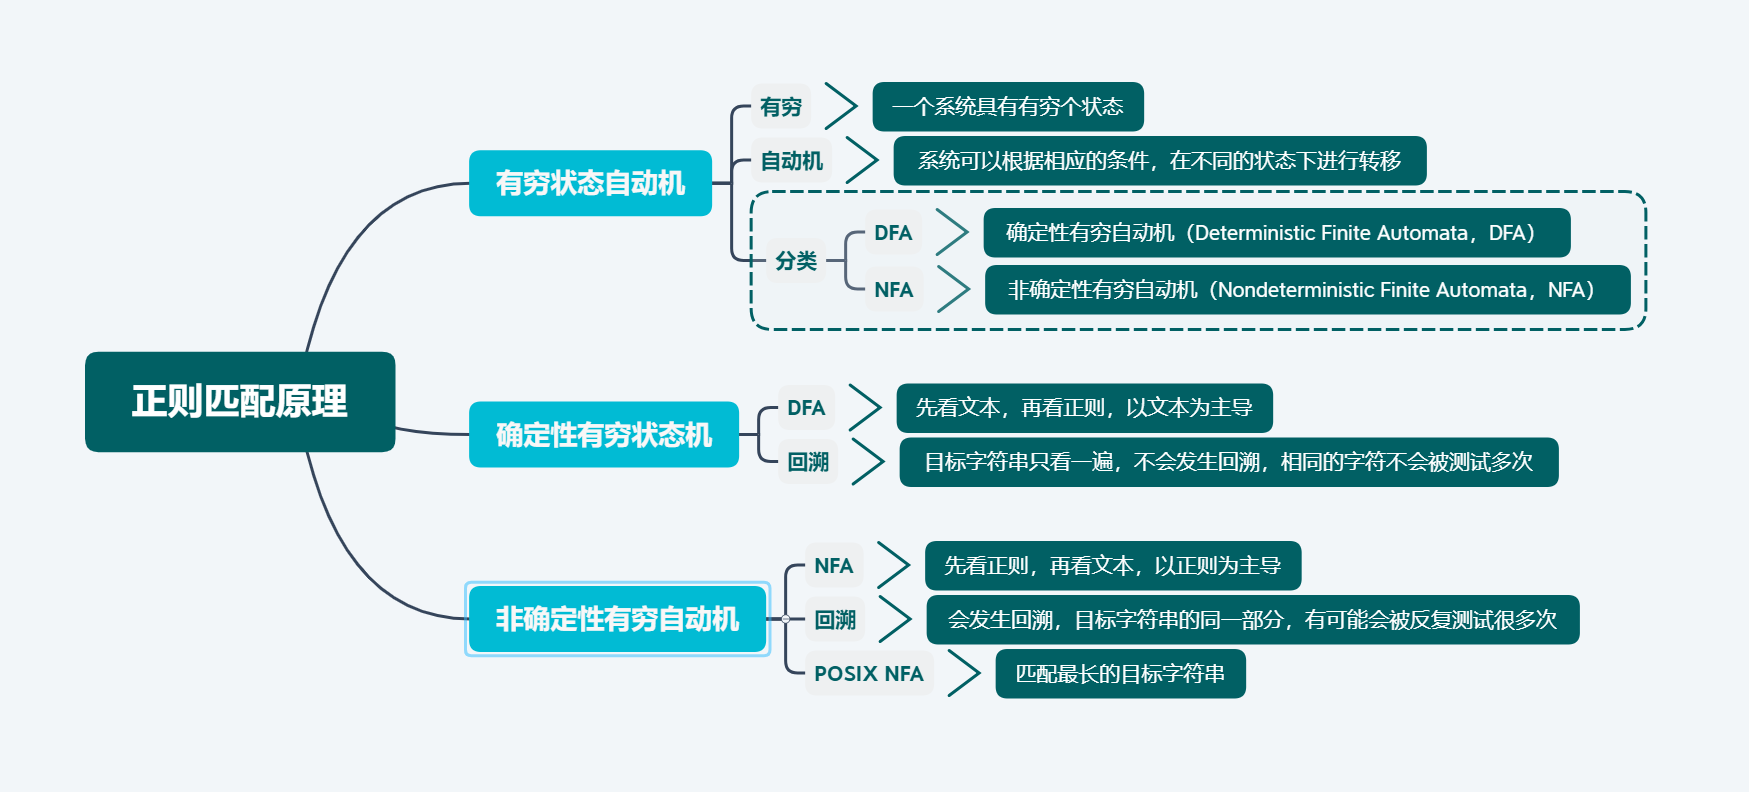 正则匹配原理
有穷状态自动机
有穷
一个系统具有有穷个状态
自动机
系统可以根据相应的条件，在不同的状态下进行转移
分类
DFA
确定性有穷自动机（Deterministic Finite Automata，DFA）
NFA
非确定性有穷自动机（Nondeterministic Finite Automata，NFA）
确定性有穷状态机
DFA
先看文本，再看正则，以文本为主导
回溯
目标字符串只看一遍，不会发生回溯，相同的字符不会被测试多次
非确定性有穷自动机
NFA
先看正则，再看文本，以正则为主导
回溯
会发生回溯，目标字符串的同一部分，有可能会被反复测试很多次
POSIX NFA
匹配最长的目标字符串